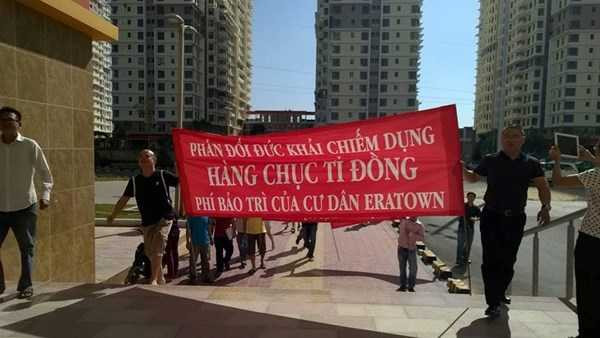 PHẢN ĐỐI ĐỨC KHẢI CHIẾM DỤNG
HÀNG CHỤC TỈ ĐỒNG
PHÍ BẢO TRÌ CỦA CƯ DÂN ERATOWN